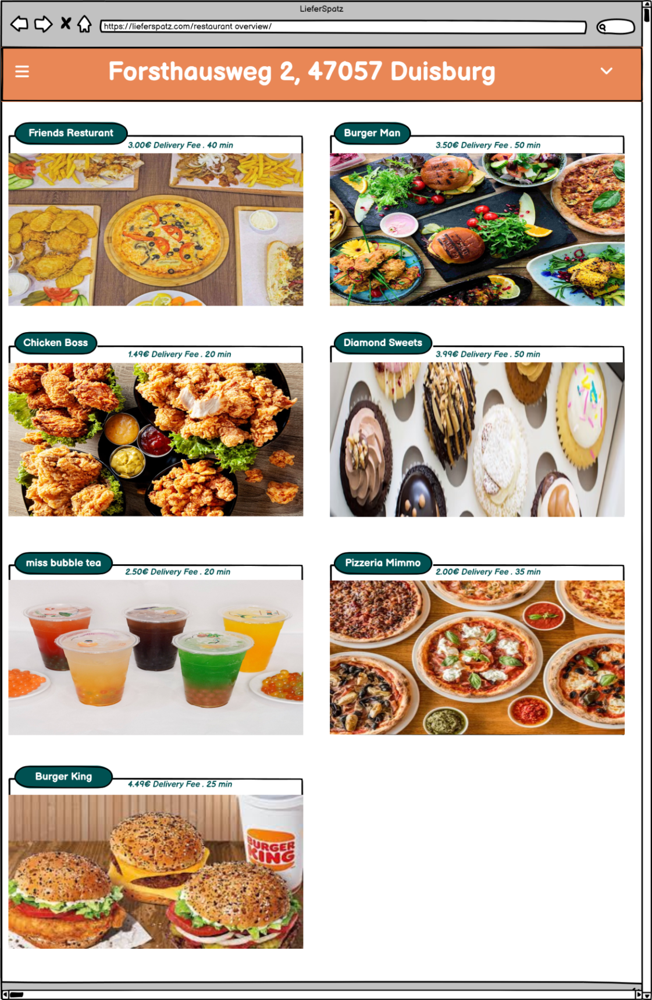 LieferSpatz
https://lieferspatz.com/restaurant overview/
Forsthausweg 2, 47057 Duisburg
Friends Resturant
3.00€ Delivery Fee . 40 min
Burger Man
3.50€ Delivery Fee . 50 min
Chicken Boss
1.49€ Delivery Fee . 20 min
Diamond Sweets
3.99€ Delivery Fee . 50 min
miss bubble tea
2.50€ Delivery Fee . 20 min
Pizzeria Mimmo
2.00€ Delivery Fee . 35 min
Burger King
4.49€ Delivery Fee . 25 min
BURGER
KING